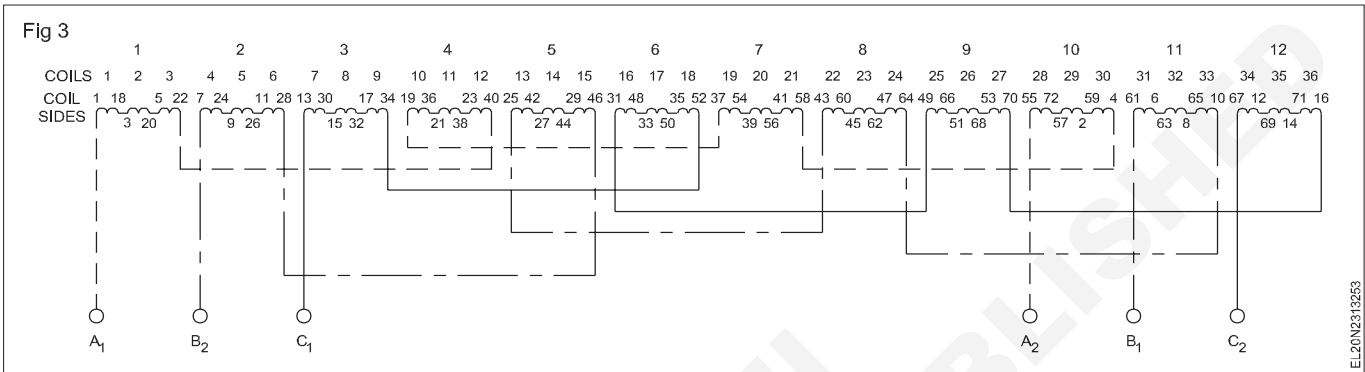 Fig 3
1 2 3 4 5 6 7 8 9 10 11 12
COILS 1 2 3 4 5 6 7 8 9 10 11 12 13 14 15 16 17 18 19 20 21 22 23 24 25 26 27 28 29 30 31 32 33 34 35 36
COIL 1 18 5 22 7 24 11 28 13 30 17 34 19 36 23 40 25 42 29 46 31 48 35 52 37 54 41 58 43 60 47 64 49 66 53 70 55 72 59 4 61 6 65 10 67 12 71 16
SIDES 3 20 9 26 15 32 21 38 27 44 33 50 39 56 45 62 51 68 57 2 63 8 69 14
A1 B2 C1 A2 B1 C2
EL20N2313253
BLISHED